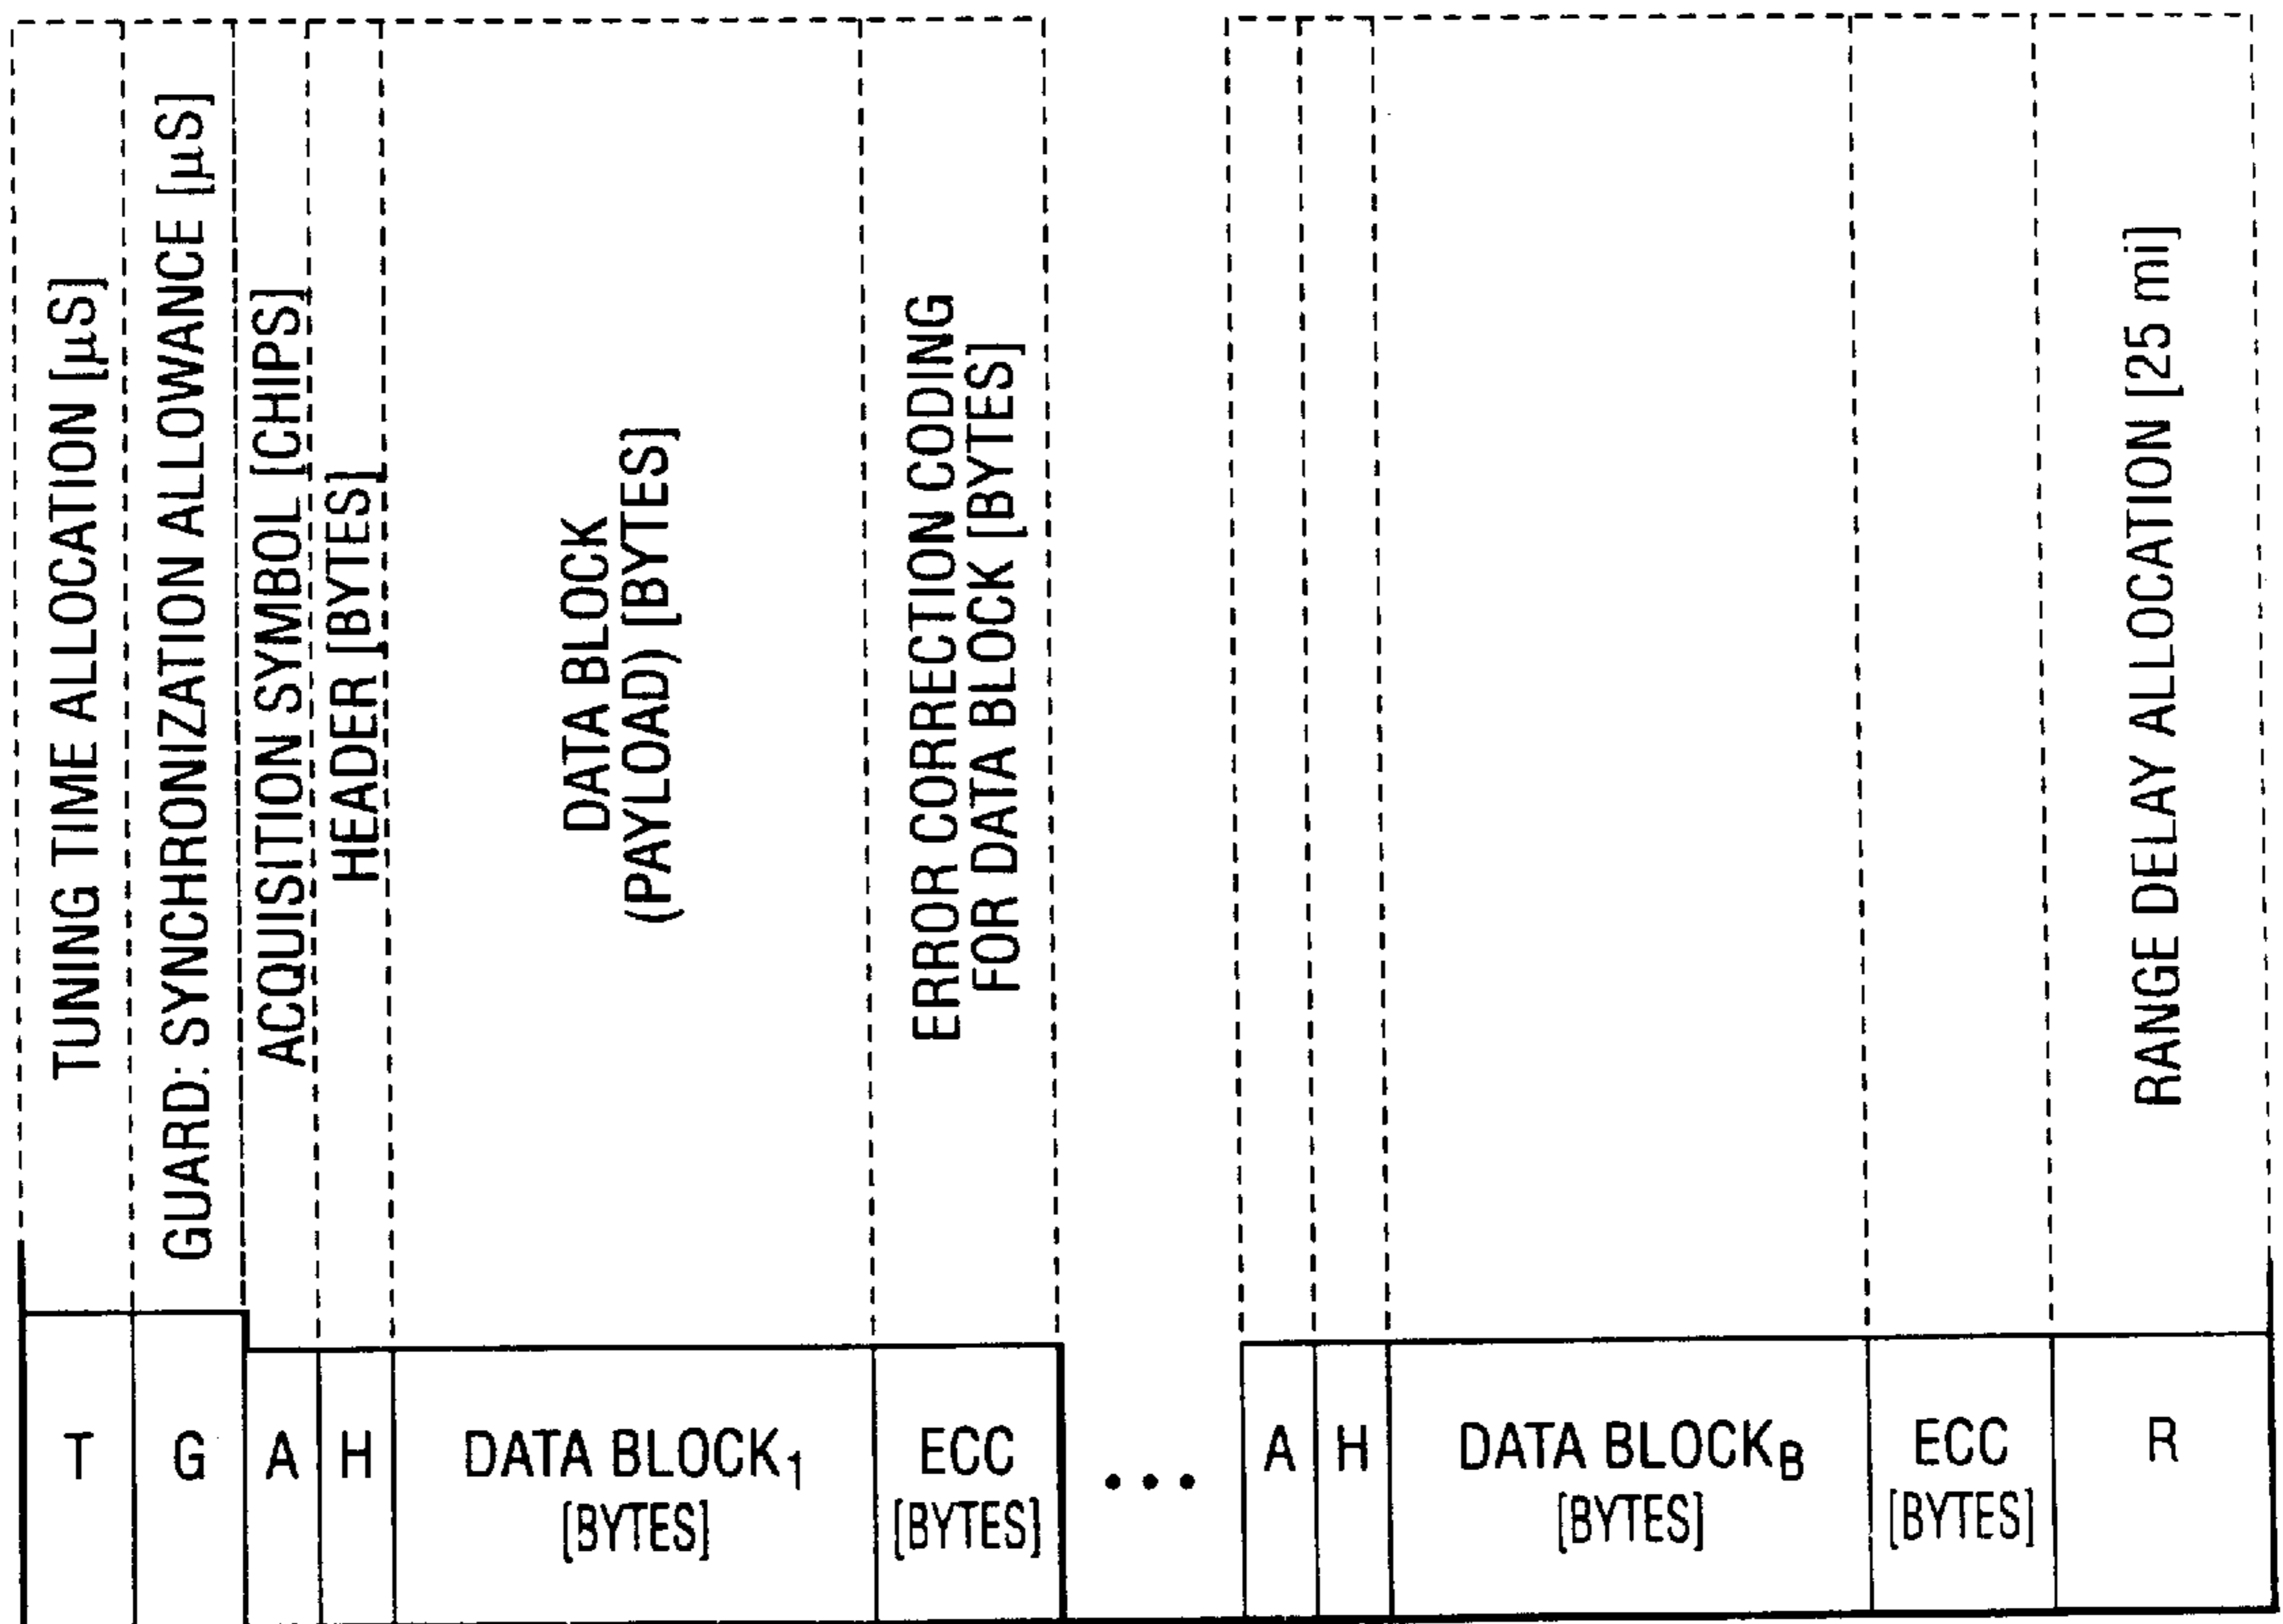 TUNING TIME ALLOCATION [µS]
GUARD: SYNCHRONIZATION ALLOWANCE [µS]
ACQUISITION SYMBOL [CHIPS]
HEADER [BYTES]
DATA BLOCK
(PAYLOAD) [BYTES]
ERROR CORRECTION CODING
FOR DATA BLOCK [BYTES]
RANGE DELAY ALLOCATION [25 mi]
T
G
A
H
DATA BLOCK₁
[BYTES]
ECC
[BYTES]
•••
A
H
DATA BLOCK_B
[BYTES]
ECC
[BYTES]
R